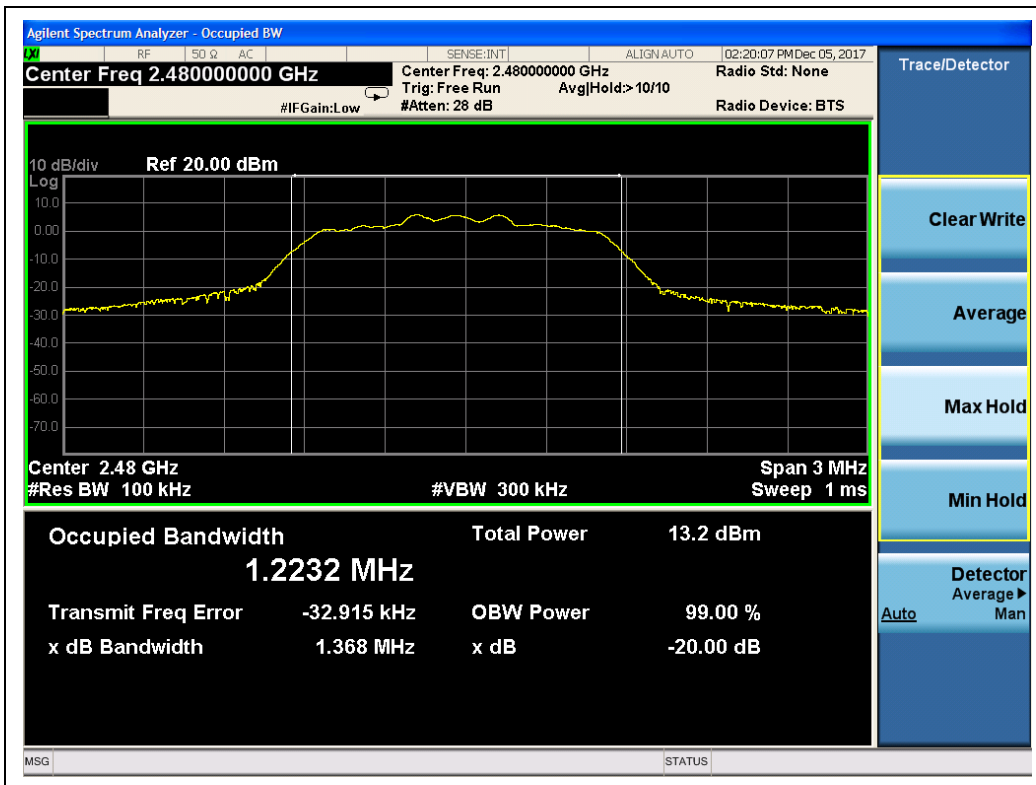 Agilent Spectrum Analyzer - Occupied BW
LXI RF 50 Ω AC SENSE:INT ALIGN AUTO 02:20:07 PM Dec 05, 2017
Center Freq 2.480000000 GHz
Center Freq: 2.480000000 GHz
Radio Std: None
Trig: Free Run Avg|Hold:> 10/10
#IFGain:Low
#Atten: 28 dB
Radio Device: BTS
10 dB/div Ref 20.00 dBm
Log
10.0
0.00
-10.0
-20.0
-30.0
-40.0
-50.0
-60.0
-70.0
Center 2.48 GHz Span 3 MHz
#Res BW 100 kHz #VBW 300 kHz Sweep 1 ms
Occupied Bandwidth Total Power 13.2 dBm
1.2232 MHz
Transmit Freq Error -32.915 kHz OBW Power 99.00 %
x dB Bandwidth 1.368 MHz x dB -20.00 dB
MSG STATUS
Trace/Detector
Clear Write
Average
Max Hold
Min Hold
Detector
Average
Auto Man